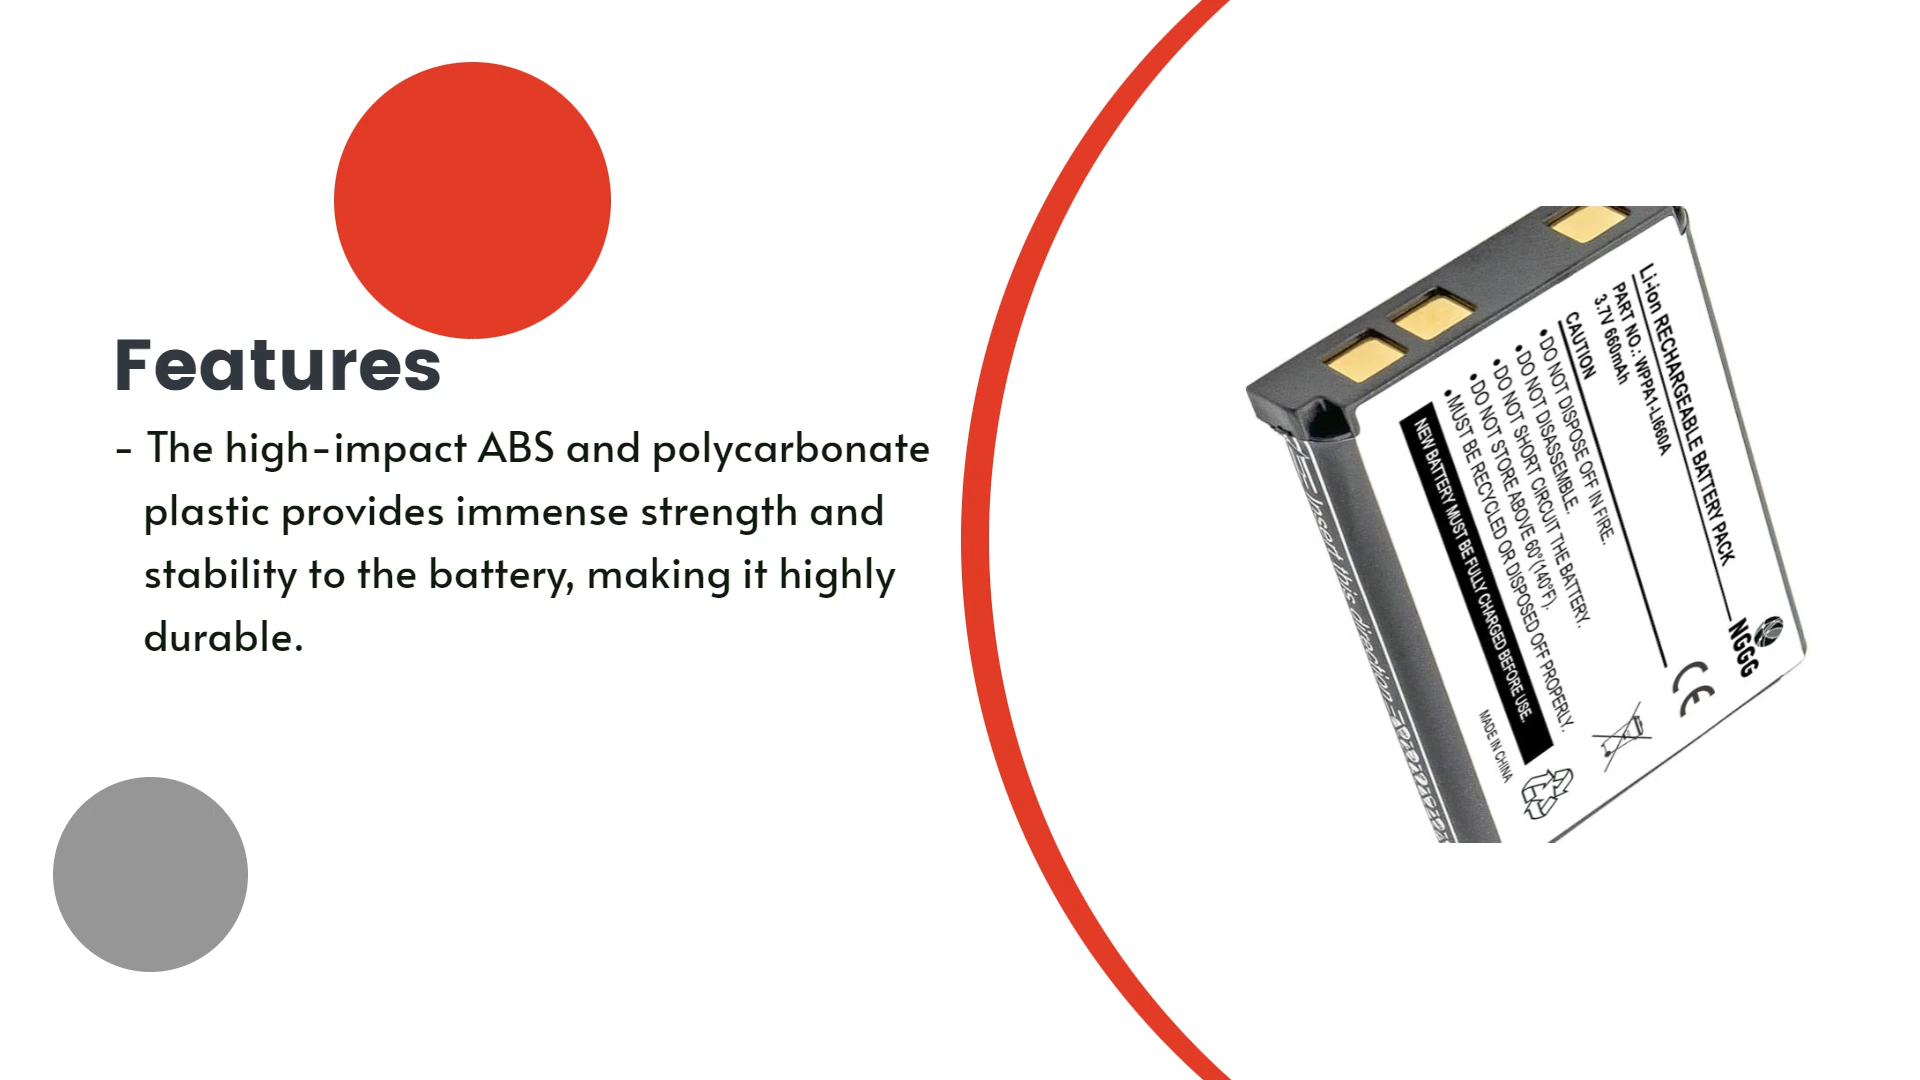 Features
- The high-impact ABS and polycarbonate
plastic provides immense strength and
stability to the battery, making it highly
durable.
Li-ion RECHARGEABLE BATTERY PACK
PART NO.: WPPA1-LI660A
3.7V 660mAh
CAUTION
•DO NOT DISPOSE OFF IN FIRE.
•DO NOT DISASSEMBLE.
•DO NOT SHORT CIRCUIT THE BATTERY.
•DO NOT STORE ABOVE 60°(140°F).
•MUST BE RECYCLED OR DISPOSED OFF PROPERLY.
NEW BATTERY MUST BE FULLY CHARGED BEFORE USE.
MADE IN CHINA
NGGG
CE
Insert this direction